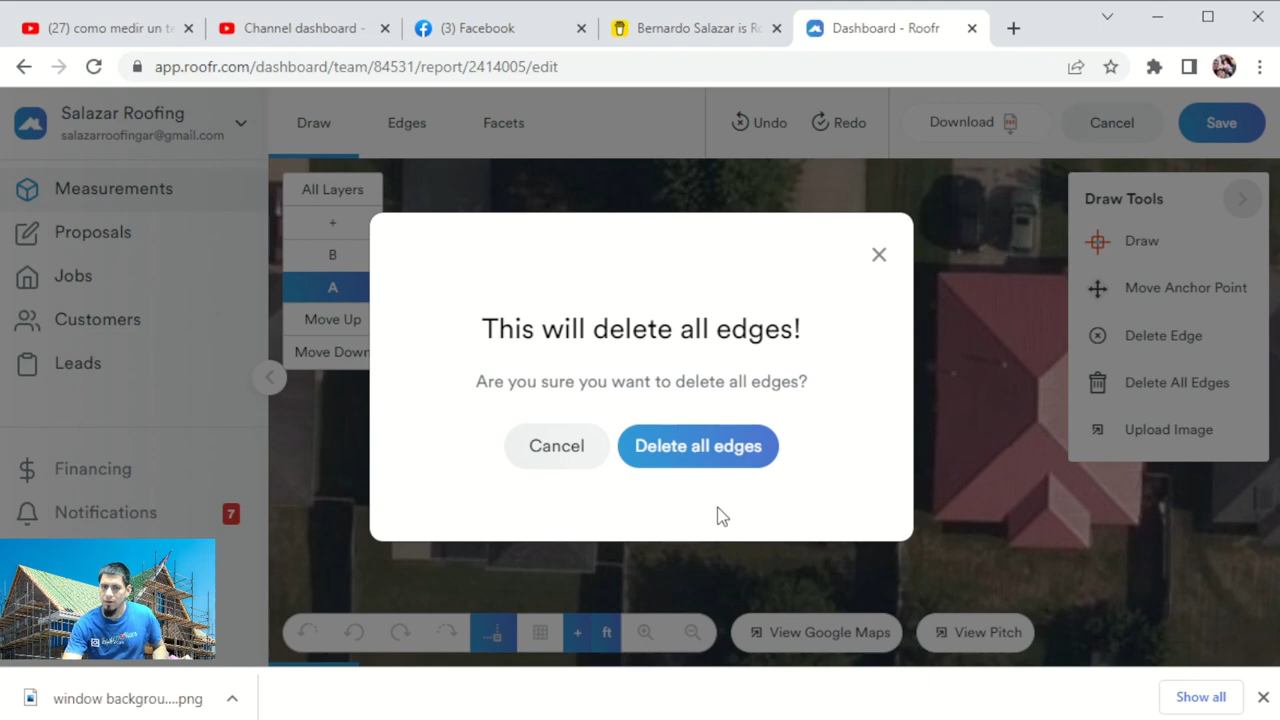 (27) como medir un te
Channel dashboard -
(3) Facebook
Bernardo Salazar is Ro
Dashboard - Roofr
app.roofr.com/dashboard/team/84531/report/2414005/edit
Salazar Roofing
salazarroofingar@gmail.com
Draw
Edges
Facets
Undo
Redo
Download
Cancel
Save
Measurements
Proposals
Jobs
Customers
Leads
Financing
Notifications
7
All Layers
+
B
A
Move Up
Move Down
This will delete all edges!
Are you sure you want to delete all edges?
Cancel
Delete all edges
Draw Tools
Draw
Move Anchor Point
Delete Edge
Delete All Edges
Upload Image
+
ft
View Google Maps
View Pitch
window backgrou....png
Show all